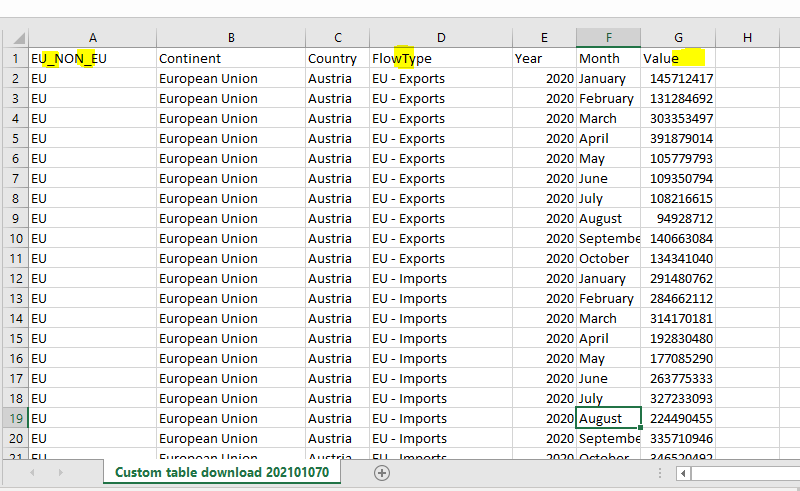 A B C D E F G H
1 EU_NON_EU Continent Country FlowType Year Month Value
2 EU European Union Austria EU - Exports 2020 January 145712417
3 EU European Union Austria EU - Exports 2020 February 131284692
4 EU European Union Austria EU - Exports 2020 March 303353497
5 EU European Union Austria EU - Exports 2020 April 391879014
6 EU European Union Austria EU - Exports 2020 May 105779793
7 EU European Union Austria EU - Exports 2020 June 109350794
8 EU European Union Austria EU - Exports 2020 July 108216615
9 EU European Union Austria EU - Exports 2020 August 94928712
10 EU European Union Austria EU - Exports 2020 Septembe 140663084
11 EU European Union Austria EU - Exports 2020 October 134341040
12 EU European Union Austria EU - Imports 2020 January 291480762
13 EU European Union Austria EU - Imports 2020 February 284662112
14 EU European Union Austria EU - Imports 2020 March 314170181
15 EU European Union Austria EU - Imports 2020 April 192830480
16 EU European Union Austria EU - Imports 2020 May 177085290
17 EU European Union Austria EU - Imports 2020 June 263775333
18 EU European Union Austria EU - Imports 2020 July 327233093
19 EU European Union Austria EU - Imports 2020 August 224490455
20 EU European Union Austria EU - Imports 2020 Septembe 335710946
21 EU European Union Austria EU - Imports 2020 October 346520492
Custom table download 202101070